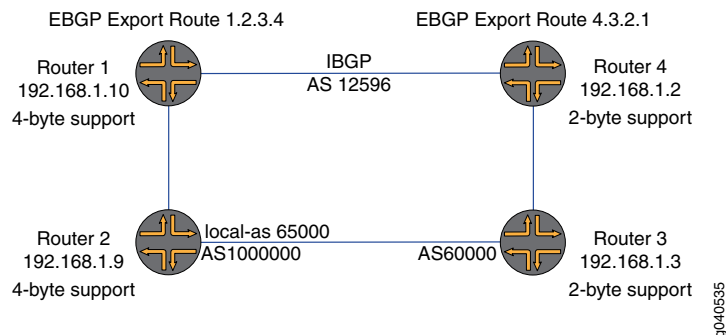 EBGP Export Route 1.2.3.4
EBGP Export Route 4.3.2.1
Router 1
192.168.1.10
4-byte support
IBGP
AS 12596
Router 4
192.168.1.2
2-byte support
Router 2
192.168.1.9
4-byte support
local-as 65000
AS1000000
AS60000
Router 3
192.168.1.3
2-byte support
g040535